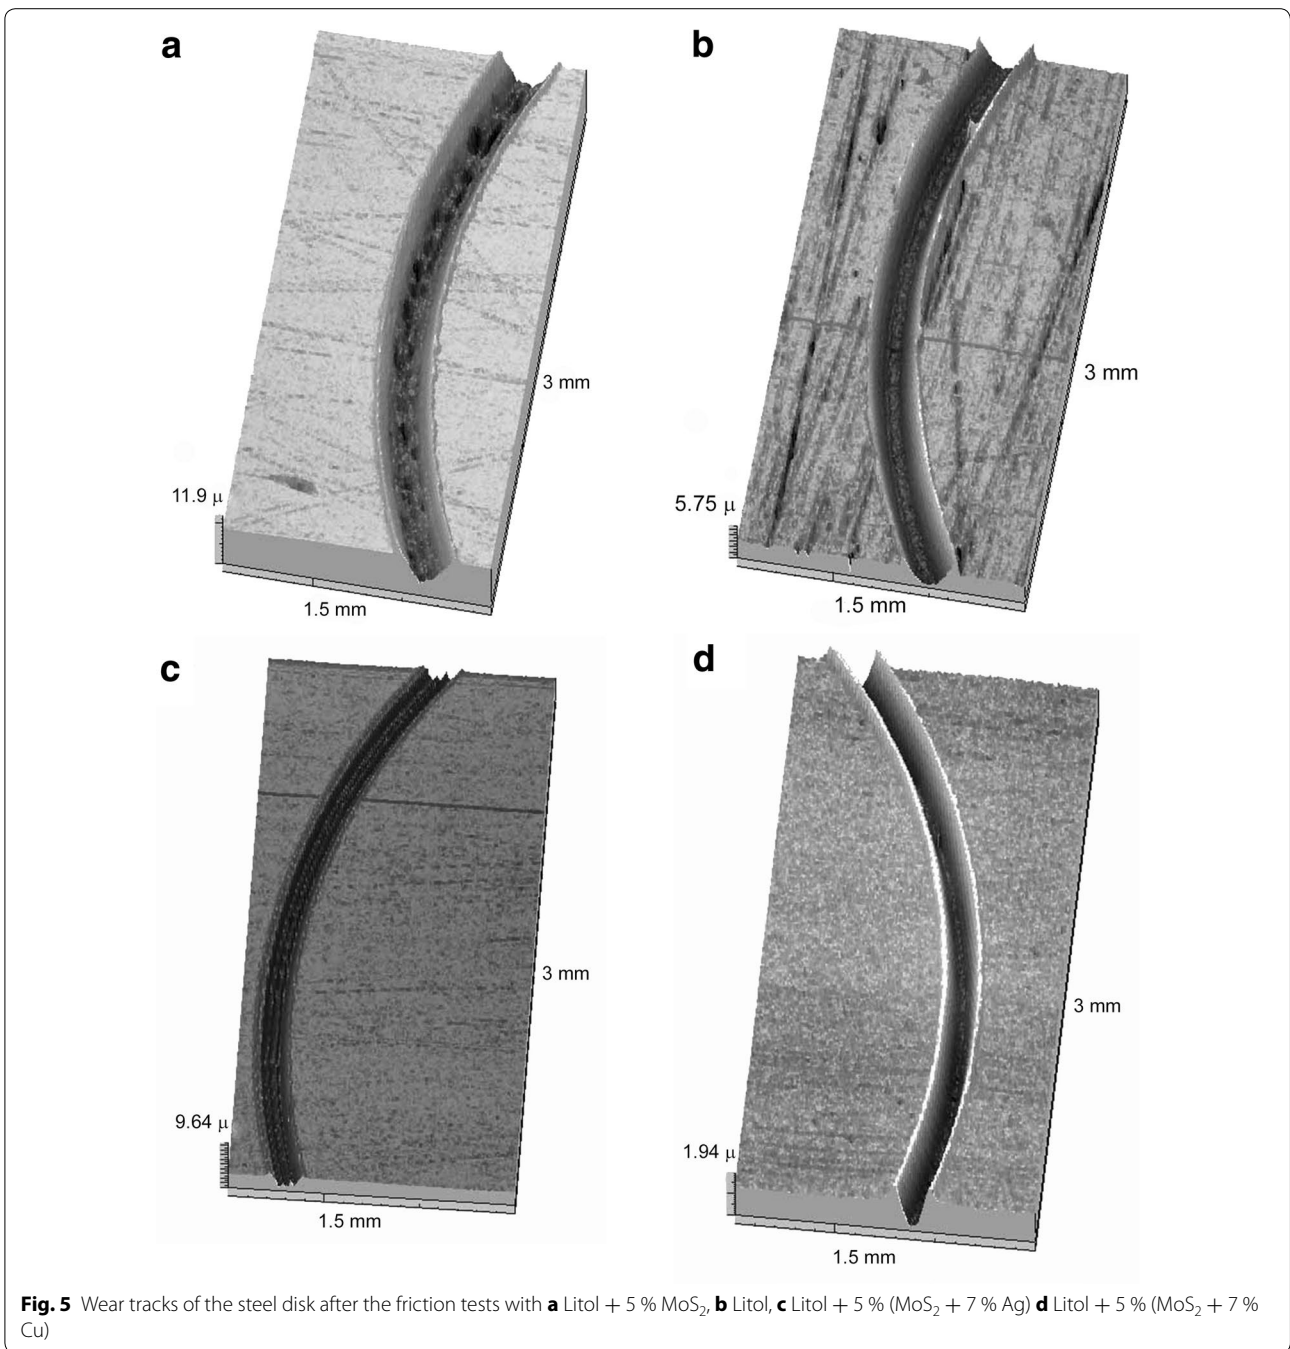 a
b
3 mm
11.9 μ
1.5 mm
3 mm
5.75 μ
1.5 mm
c
d
3 mm
9.64 μ
1.5 mm
3 mm
1.94 μ
1.5 mm
Fig. 5 Wear tracks of the steel disk after the friction tests with a Litol + 5 % MoS₂, b Litol, c Litol + 5 % (MoS₂ + 7 % Ag) d Litol + 5 % (MoS₂ + 7 %
Cu)